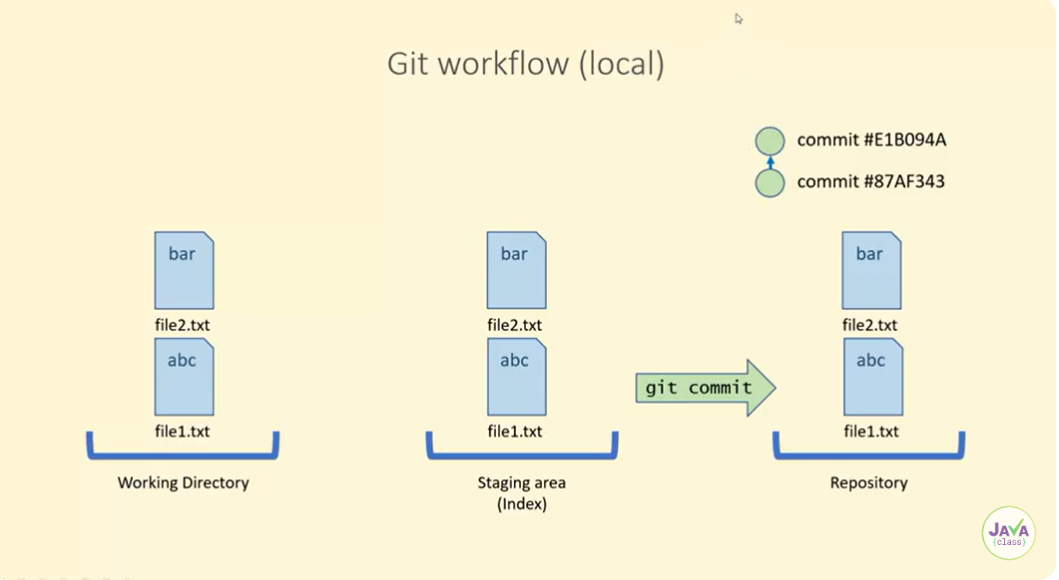 Git workflow (local)
commit #E1B094A
commit #87AF343
bar
file2.txt
abc
file1.txt
Working Directory
bar
file2.txt
abc
file1.txt
Staging area
(Index)
git commit
bar
file2.txt
abc
file1.txt
Repository
JAVA
{class}